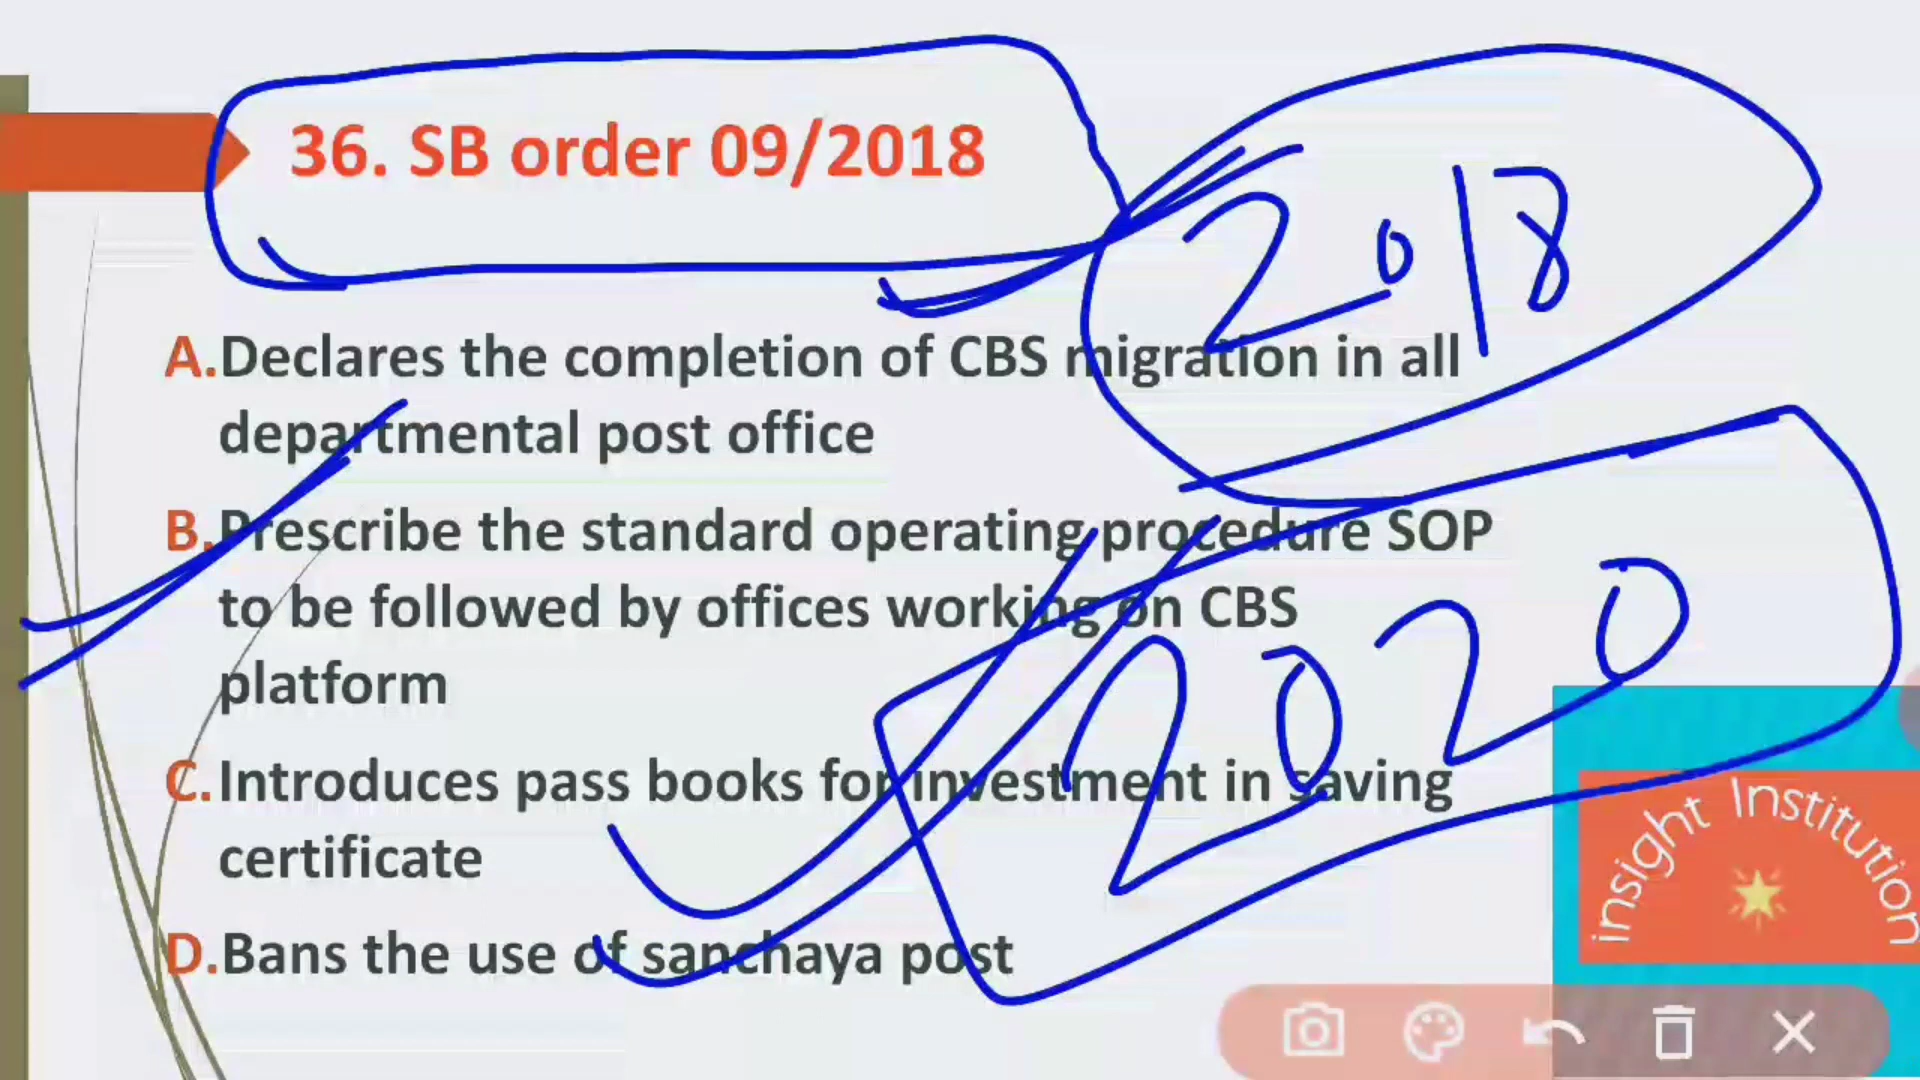 36. SB order 09/2018
2018
A.Declares the completion of CBS migration in all
departmental post office
B.Prescribe the standard operating procedure SOP
to be followed by offices working on CBS
platform
2020
C.Introduces pass books for investment in saving
certificate
D.Bans the use of sanchaya post
insight Institution